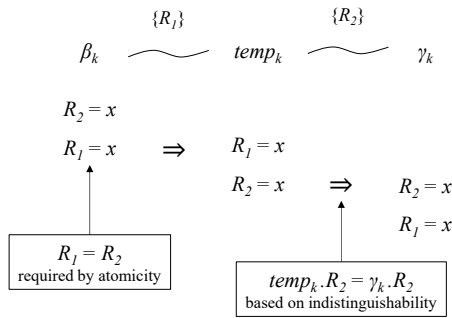 {R₁} {R₂}
βₖ tempₖ γₖ
R₂ = x
R₁ = x ⇒ R₁ = x
R₂ = x ⇒ R₂ = x
R₁ = x
R₁ = R₂
required by atomicity
tempₖ.R₂ = γₖ.R₂
based on indistinguishability